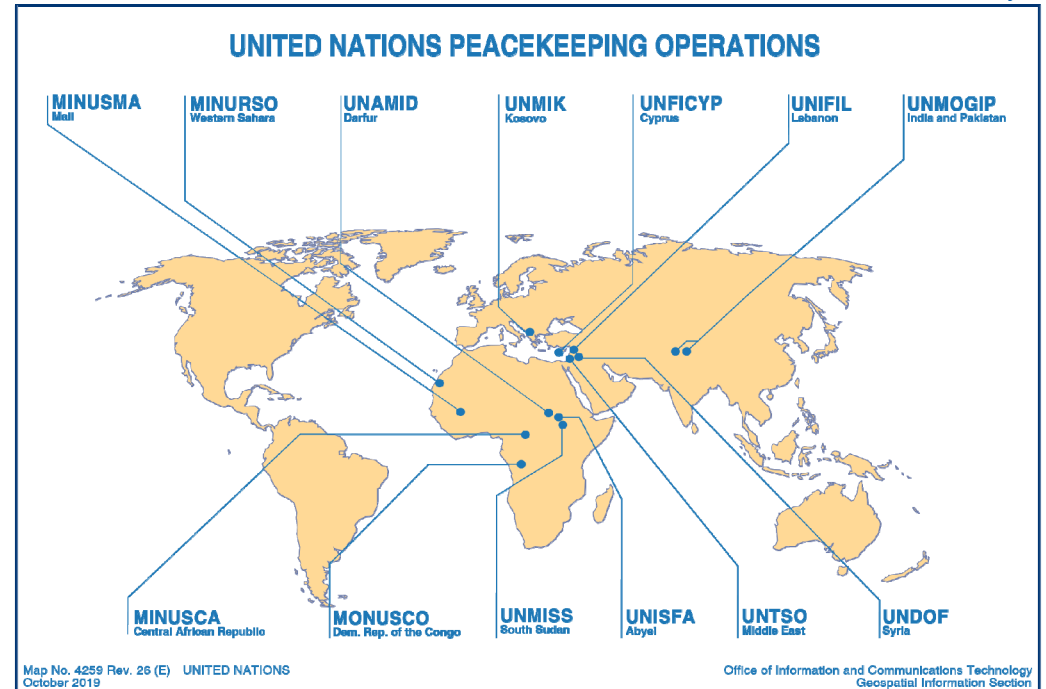 UNITED NATIONS PEACEKEEPING OPERATIONS
MINUSMA
Mali
MINURSO
Western Sahara
UNAMID
Darfur
UNMIK
Kosovo
UNFICYP
Cyprus
UNIFIL
Lebanon
UNMOGIP
India and Pakistan
MINUSCA
Central African Republic
MONUSCO
Dem. Rep. of the Congo
UNMISS
South Sudan
UNISFA
Abyei
UNTSO
Middle East
UNDOF
Syria
Map No. 4259 Rev. 26 (E) UNITED NATIONS
October 2019
Office of Information and Communications Technology
Geospatial Information Section